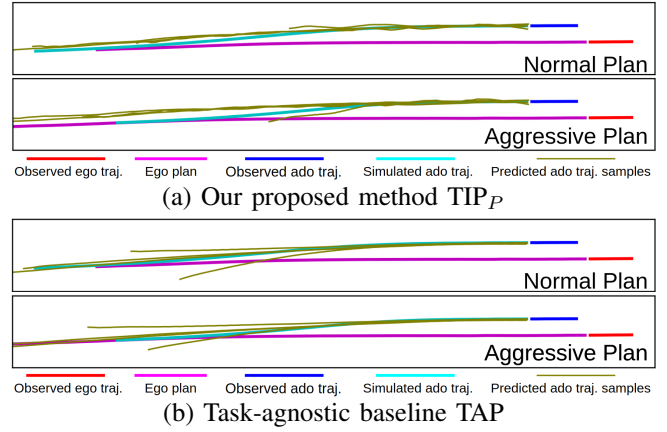 Normal Plan
Aggressive Plan
Observed ego traj. Ego plan Observed ado traj. Simulated ado traj. Predicted ado traj. samples
(a) Our proposed method TIP_P
Normal Plan
Aggressive Plan
Observed ego traj. Ego plan Observed ado traj. Simulated ado traj. Predicted ado traj. samples
(b) Task-agnostic baseline TAP